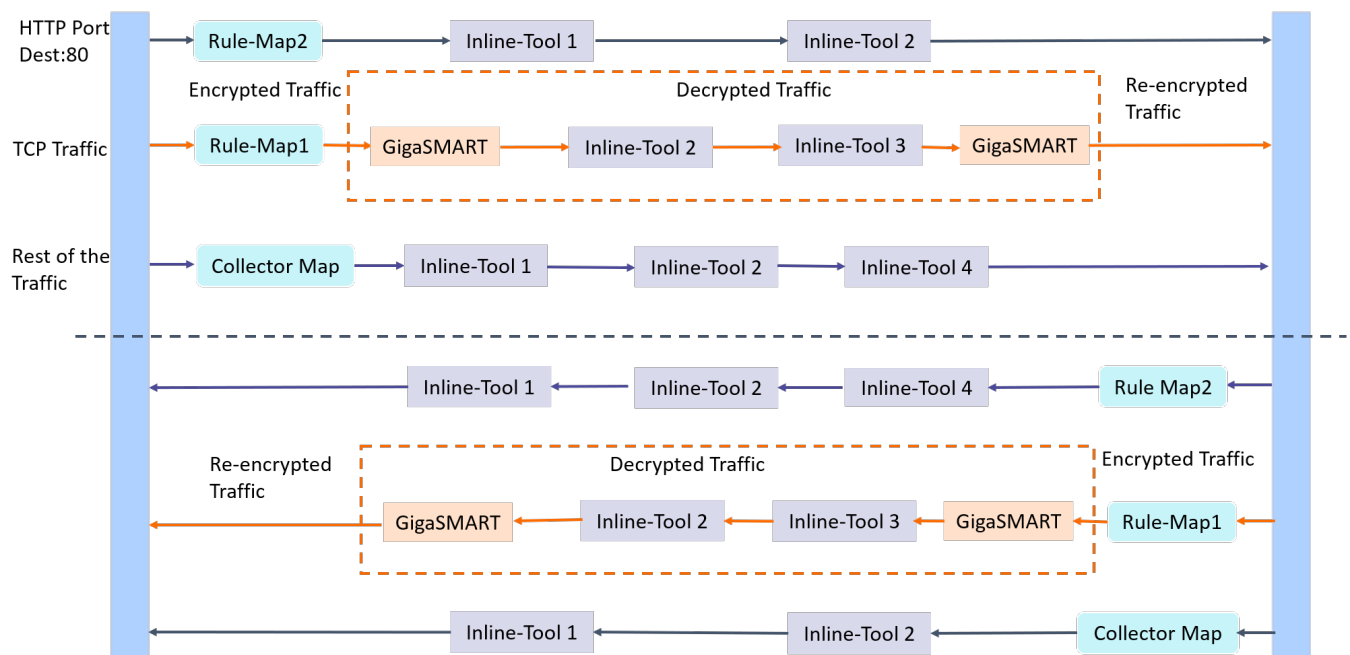 HTTP Port
Dest:80
Rule-Map2
Inline-Tool 1
Inline-Tool 2
Encrypted Traffic
Decrypted Traffic
Re-encrypted
Traffic
TCP Traffic
Rule-Map1
GigaSMART
Inline-Tool 2
Inline-Tool 3
GigaSMART
Rest of the
Traffic
Collector Map
Inline-Tool 1
Inline-Tool 2
Inline-Tool 4
Inline-Tool 1
Inline-Tool 2
Inline-Tool 4
Rule Map2
Re-encrypted
Traffic
Decrypted Traffic
Encrypted Traffic
GigaSMART
Inline-Tool 2
Inline-Tool 3
GigaSMART
Rule-Map1
Inline-Tool 1
Inline-Tool 2
Collector Map